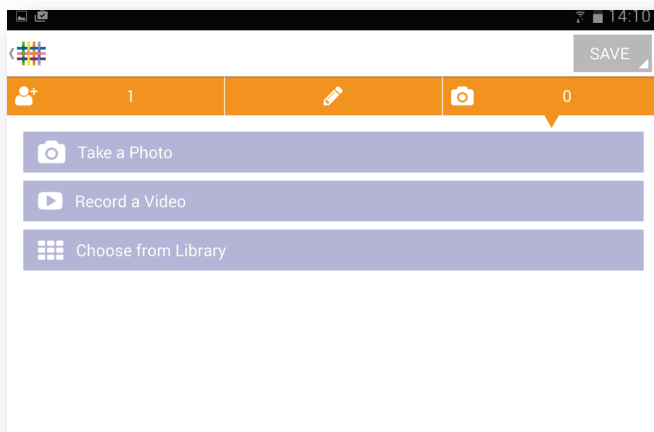 14:10
SAVE
1
0
Take a Photo
Record a Video
Choose from Library